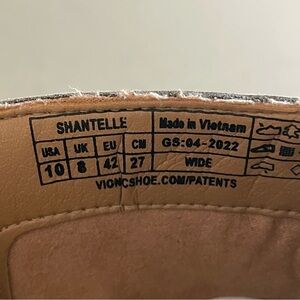 SHANTELLE Made in Vietnam
USA UK EU CM GS:04-2022
10 8 42 27 WIDE
VIONICSHOE.COM/PATENTS